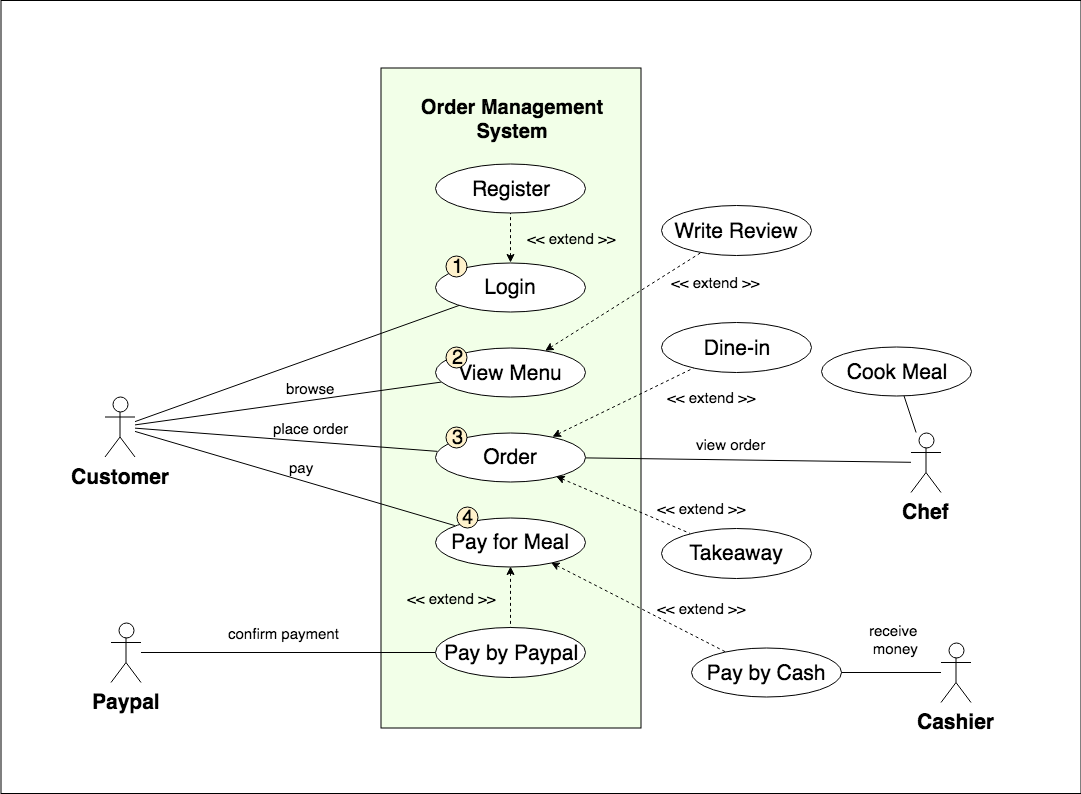 Order Management
System
Register
<< extend >>
Write Review
<< extend >>
1
Login
2
View Menu
Dine-in
<< extend >>
Cook Meal
browse
place order
3
Order
view order
Customer
pay
Chef
4
Pay for Meal
<< extend >>
Takeaway
<< extend >>
<< extend >>
confirm payment
Pay by Paypal
Paypal
Pay by Cash
receive
money
Cashier